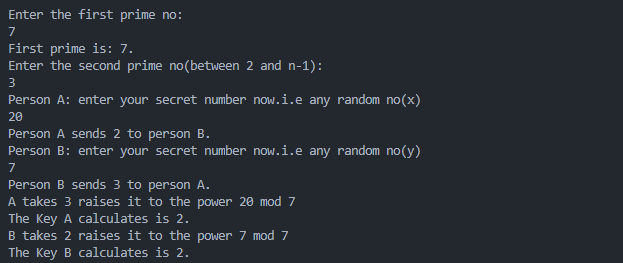 Enter the first prime no:
7
First prime is: 7.
Enter the second prime no(between 2 and n-1):
3
Person A: enter your secret number now.i.e any random no(x)
20
Person A sends 2 to person B.
Person B: enter your secret number now.i.e any random no(y)
7
Person B sends 3 to person A.
A takes 3 raises it to the power 20 mod 7
The Key A calculates is 2.
B takes 2 raises it to the power 7 mod 7
The Key B calculates is 2.